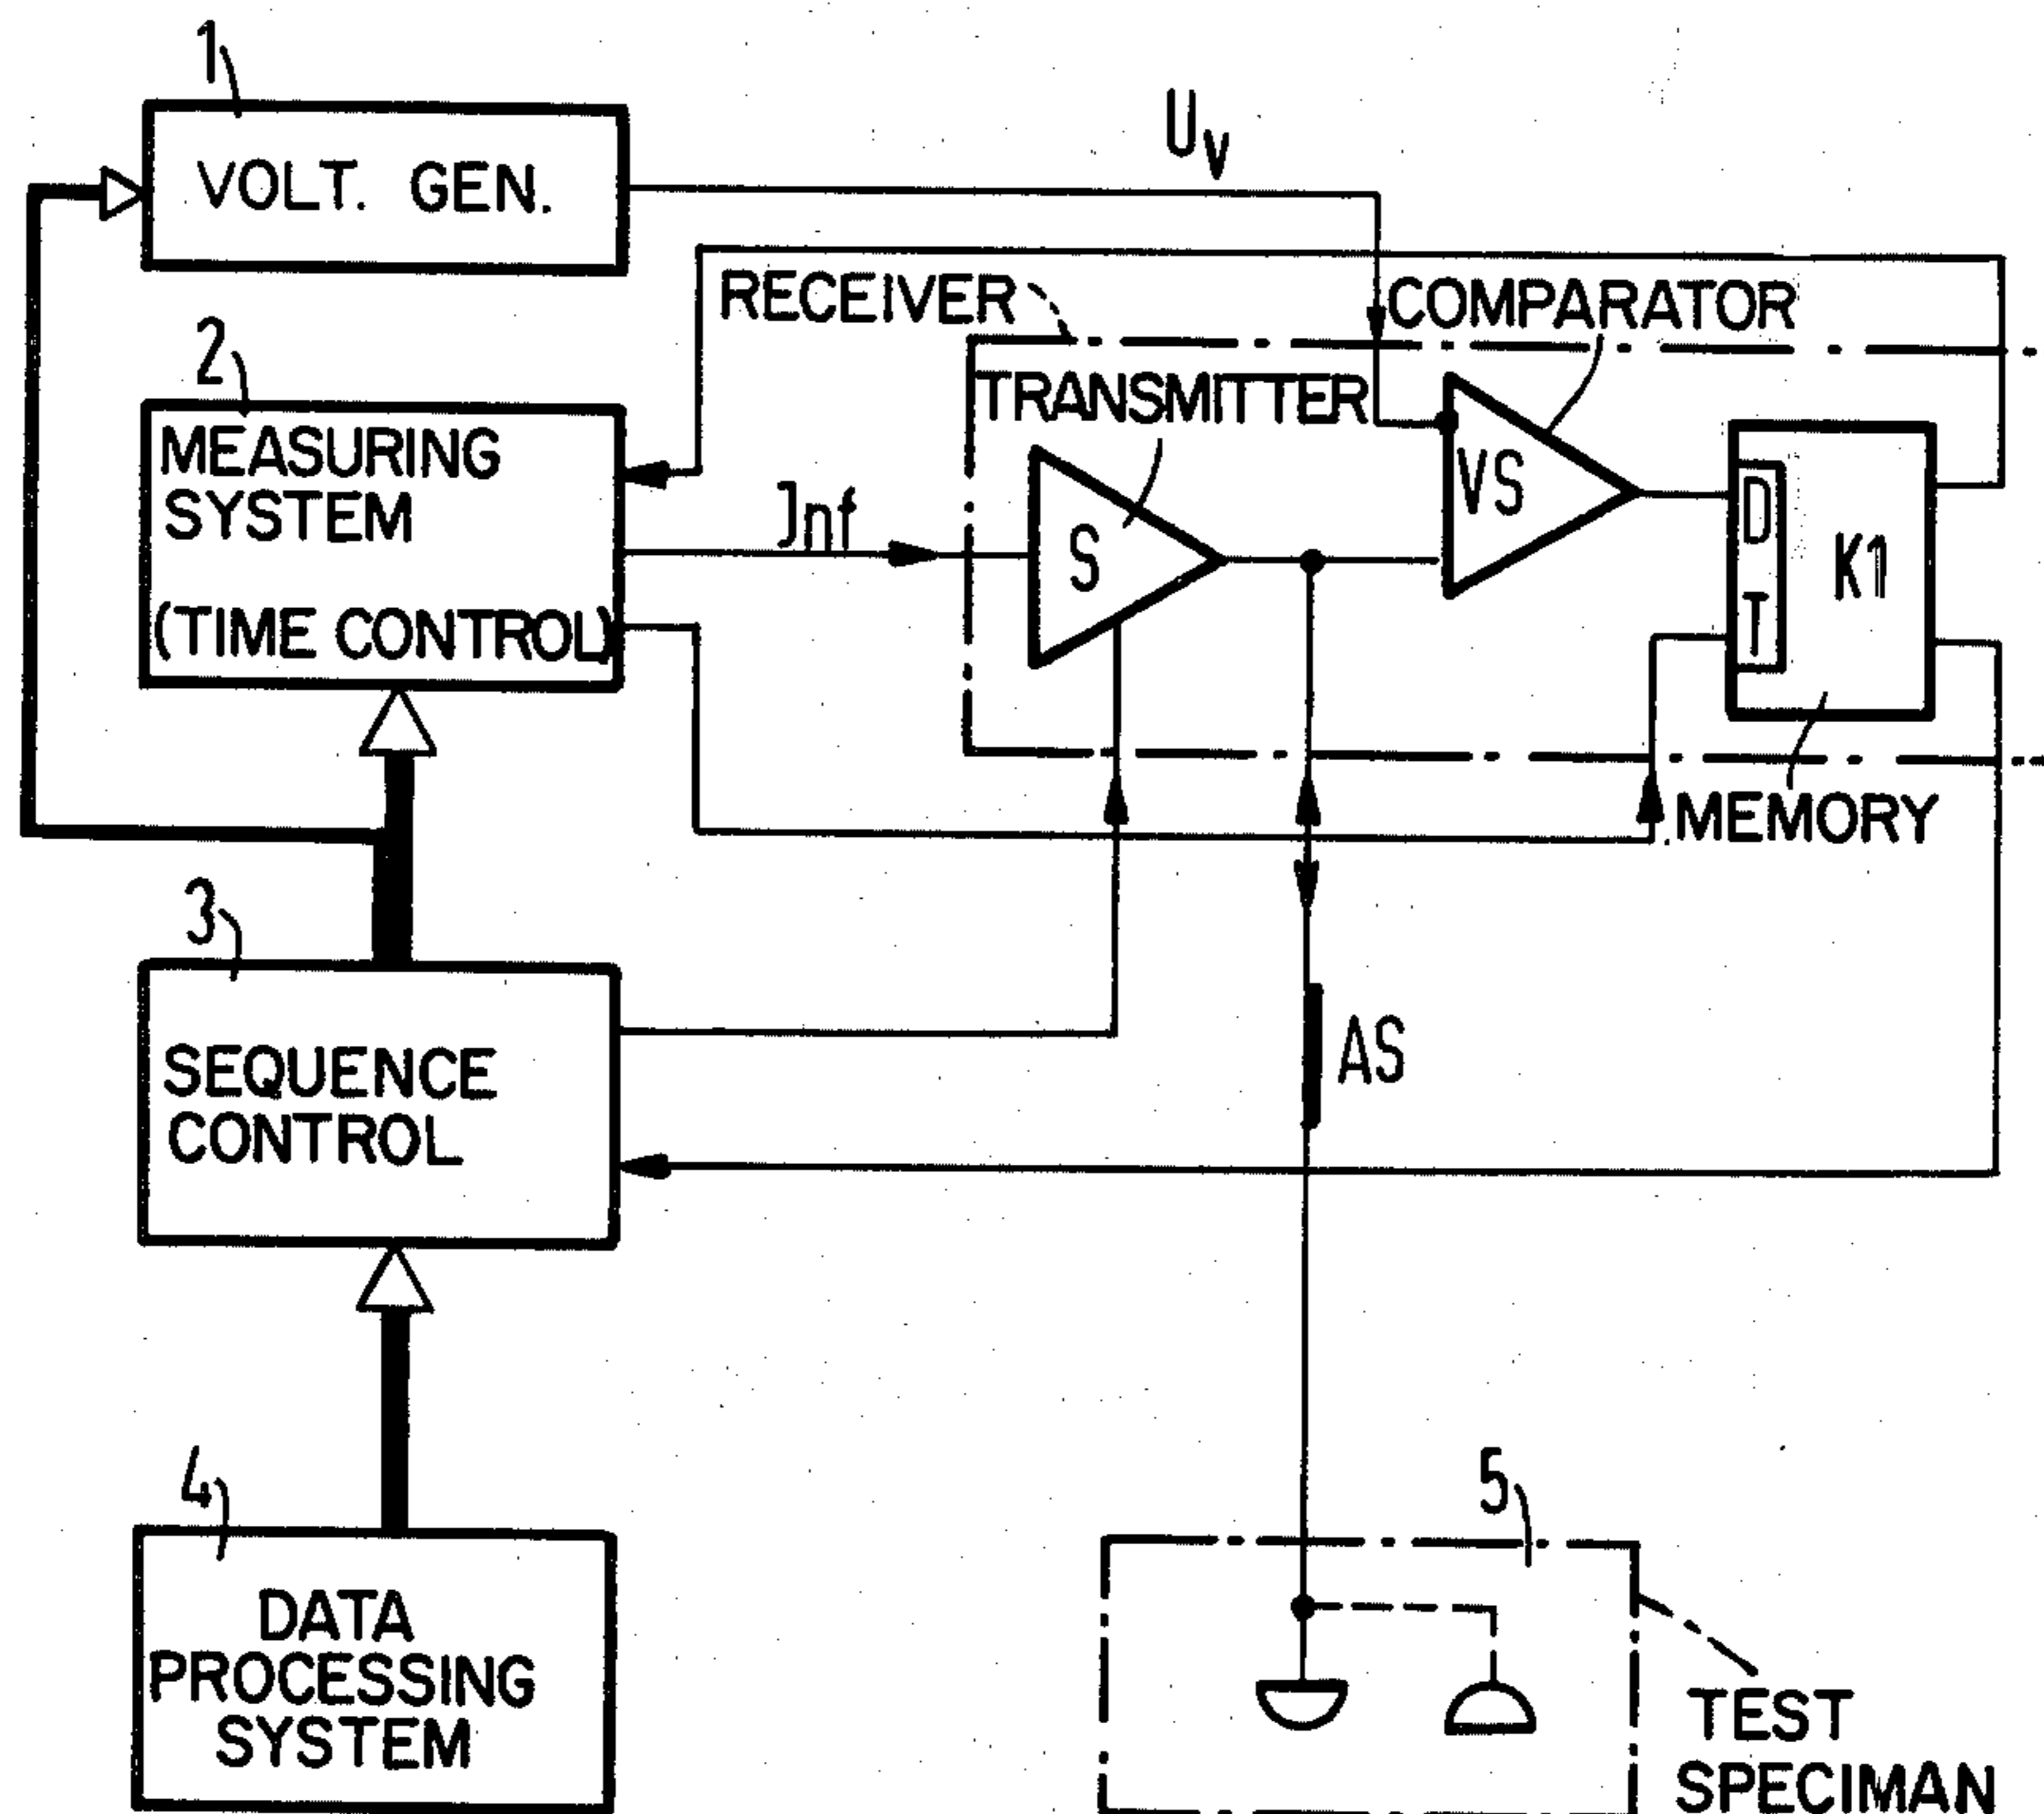 1
VOLT. GEN.
Uv
RECEIVER
COMPARATOR
2
MEASURING
SYSTEM
(TIME CONTROL)
TRANSMITTER
Jnf
S
VS
D
T
K1
MEMORY
3
SEQUENCE
CONTROL
AS
4
DATA
PROCESSING
SYSTEM
5
TEST
SPECIMAN